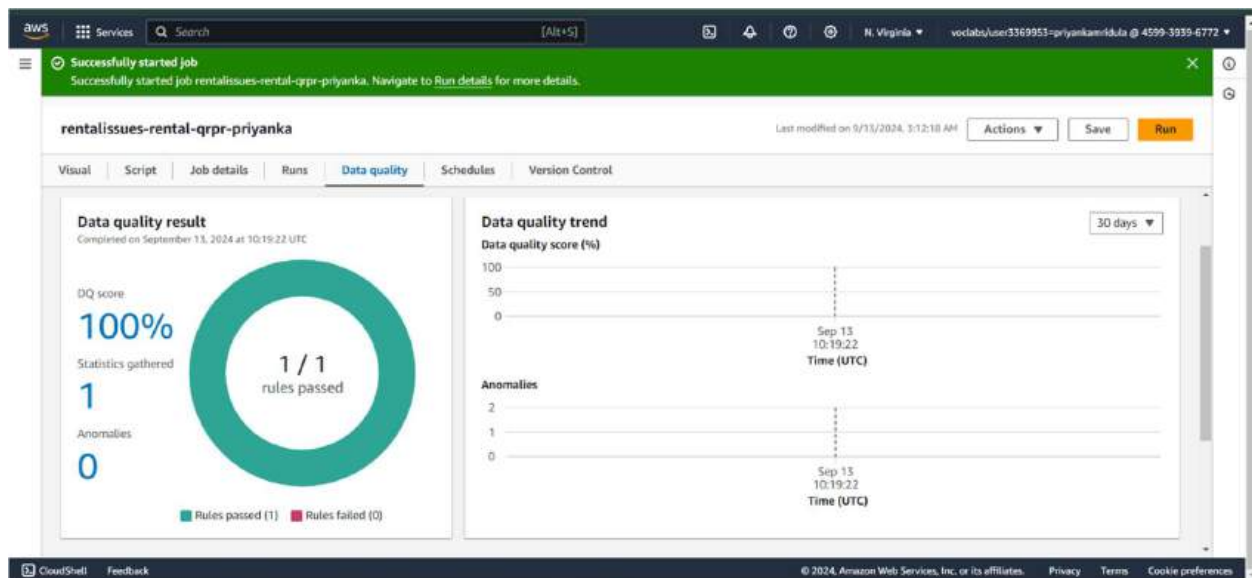 aws
Services
Search
[Alt+S]
N. Virginia
voclabs/user3369953=priyankamridula @ 4599-3939-6772
Successfully started job
Successfully started job rentalissues-rental-qrpr-priyanka. Navigate to Run details for more details.
rentalissues-rental-qrpr-priyanka
Last modified on 9/13/2024, 3:12:18 AM
Actions
Save
Run
Visual
Script
Job details
Runs
Data quality
Schedules
Version Control
Data quality result
Completed on September 13, 2024 at 10:19:22 UTC
DQ score
100%
Statistics gathered
1
Anomalies
0
1 / 1
rules passed
Rules passed (1)
Rules failed (0)
Data quality trend
30 days
Data quality score (%)
100
50
0
Sep 13
10:19:22
Time (UTC)
Anomalies
2
1
0
Sep 13
10:19:22
Time (UTC)
CloudShell
Feedback
© 2024, Amazon Web Services, Inc. or its affiliates.
Privacy
Terms
Cookie preferences